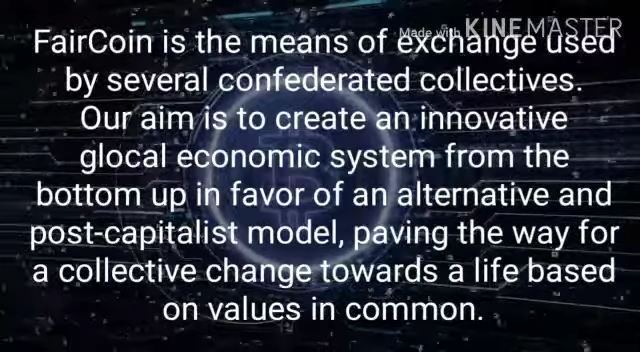 Made with KINEMASTER
FairCoin is the means of exchange used
by several confederated collectives.
Our aim is to create an innovative
glocal economic system from the
bottom up in favor of an alternative and
post-capitalist model, paving the way for
a collective change towards a life based
on values in common.